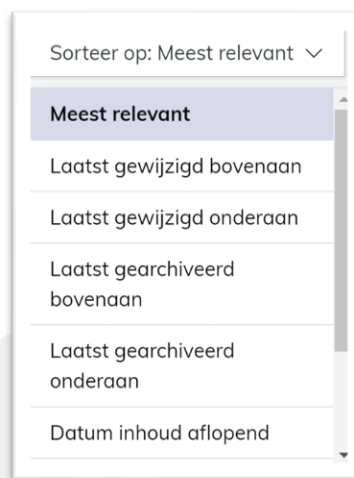 Sorteer op: Meest relevant
Meest relevant
Laatst gewijzigd bovenaan
Laatst gewijzigd onderaan
Laatst gearchiveerd
bovenaan
Laatst gearchiveerd
onderaan
Datum inhoud aflopend